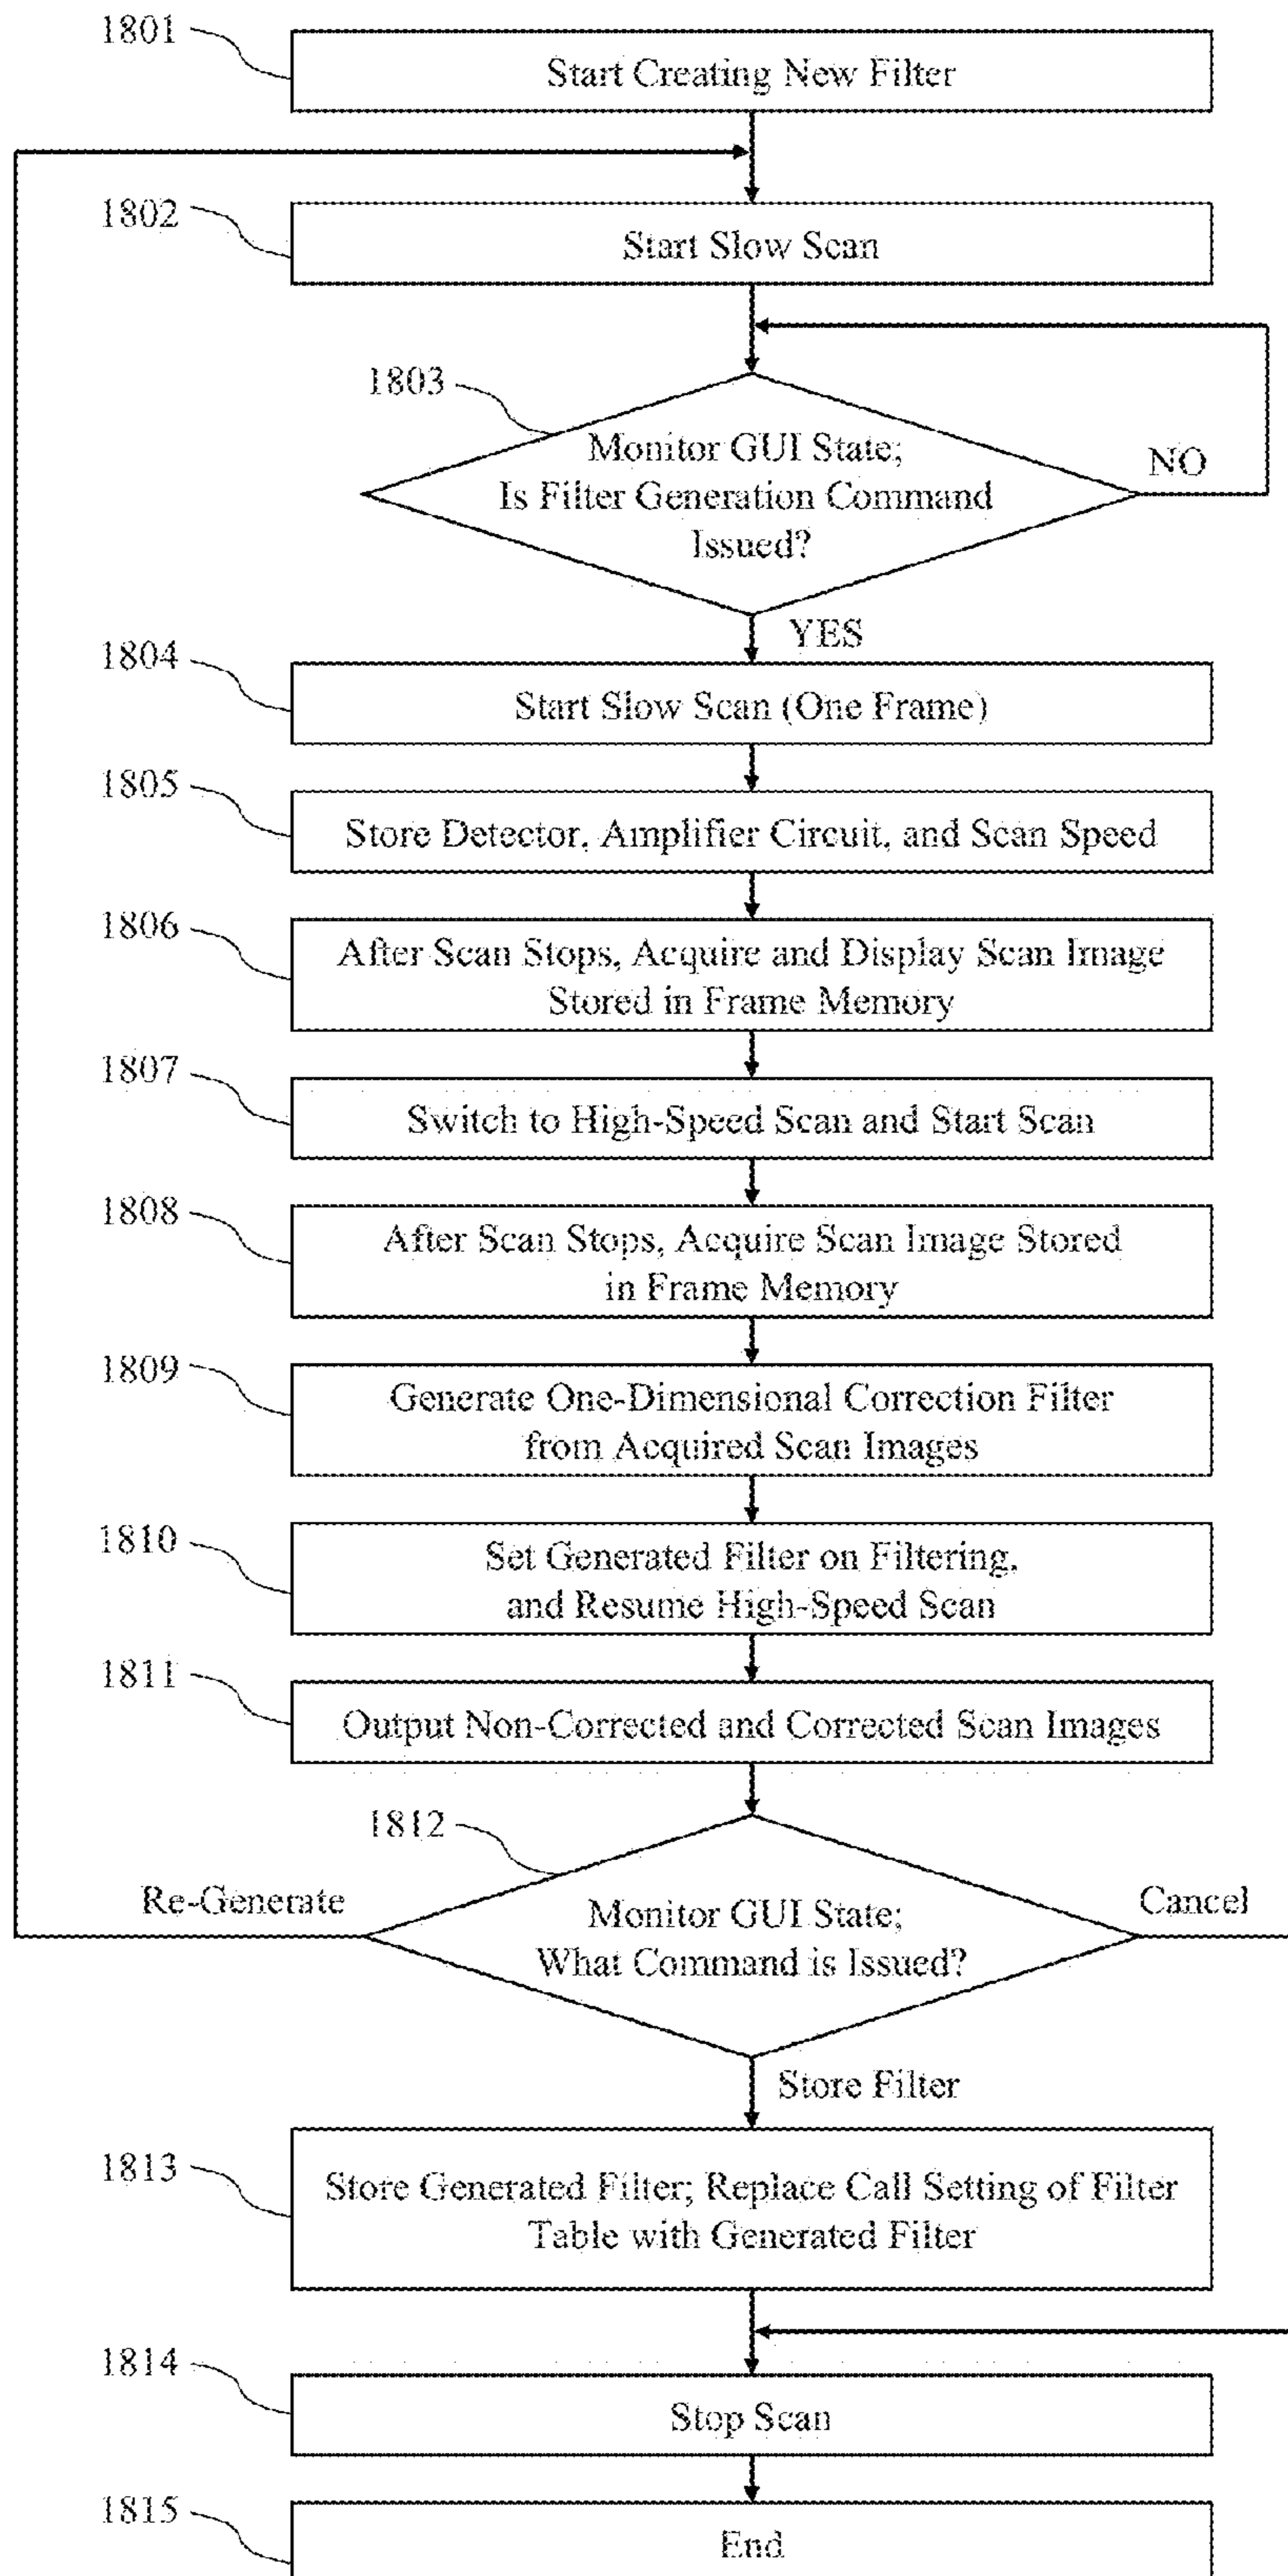 1801
Start Creating New Filter
1802
Start Slow Scan
1803
Monitor GUI State;
Is Filter Generation Command
Issued?
NO
YES
1804
Start Slow Scan (One Frame)
1805
Store Detector, Amplifier Circuit, and Scan Speed
1806
After Scan Stops, Acquire and Display Scan Image
Stored in Frame Memory
1807
Switch to High-Speed Scan and Start Scan
1808
After Scan Stops, Acquire Scan Image Stored
in Frame Memory
1809
Generate One-Dimensional Correction Filter
from Acquired Scan Images
1810
Set Generated Filter on Filtering,
and Resume High-Speed Scan
1811
Output Non-Corrected and Corrected Scan Images
1812
Re-Generate
Monitor GUI State;
What Command is Issued?
Cancel
Store Filter
1813
Store Generated Filter; Replace Call Setting of Filter
Table with Generated Filter
1814
Stop Scan
1815
End